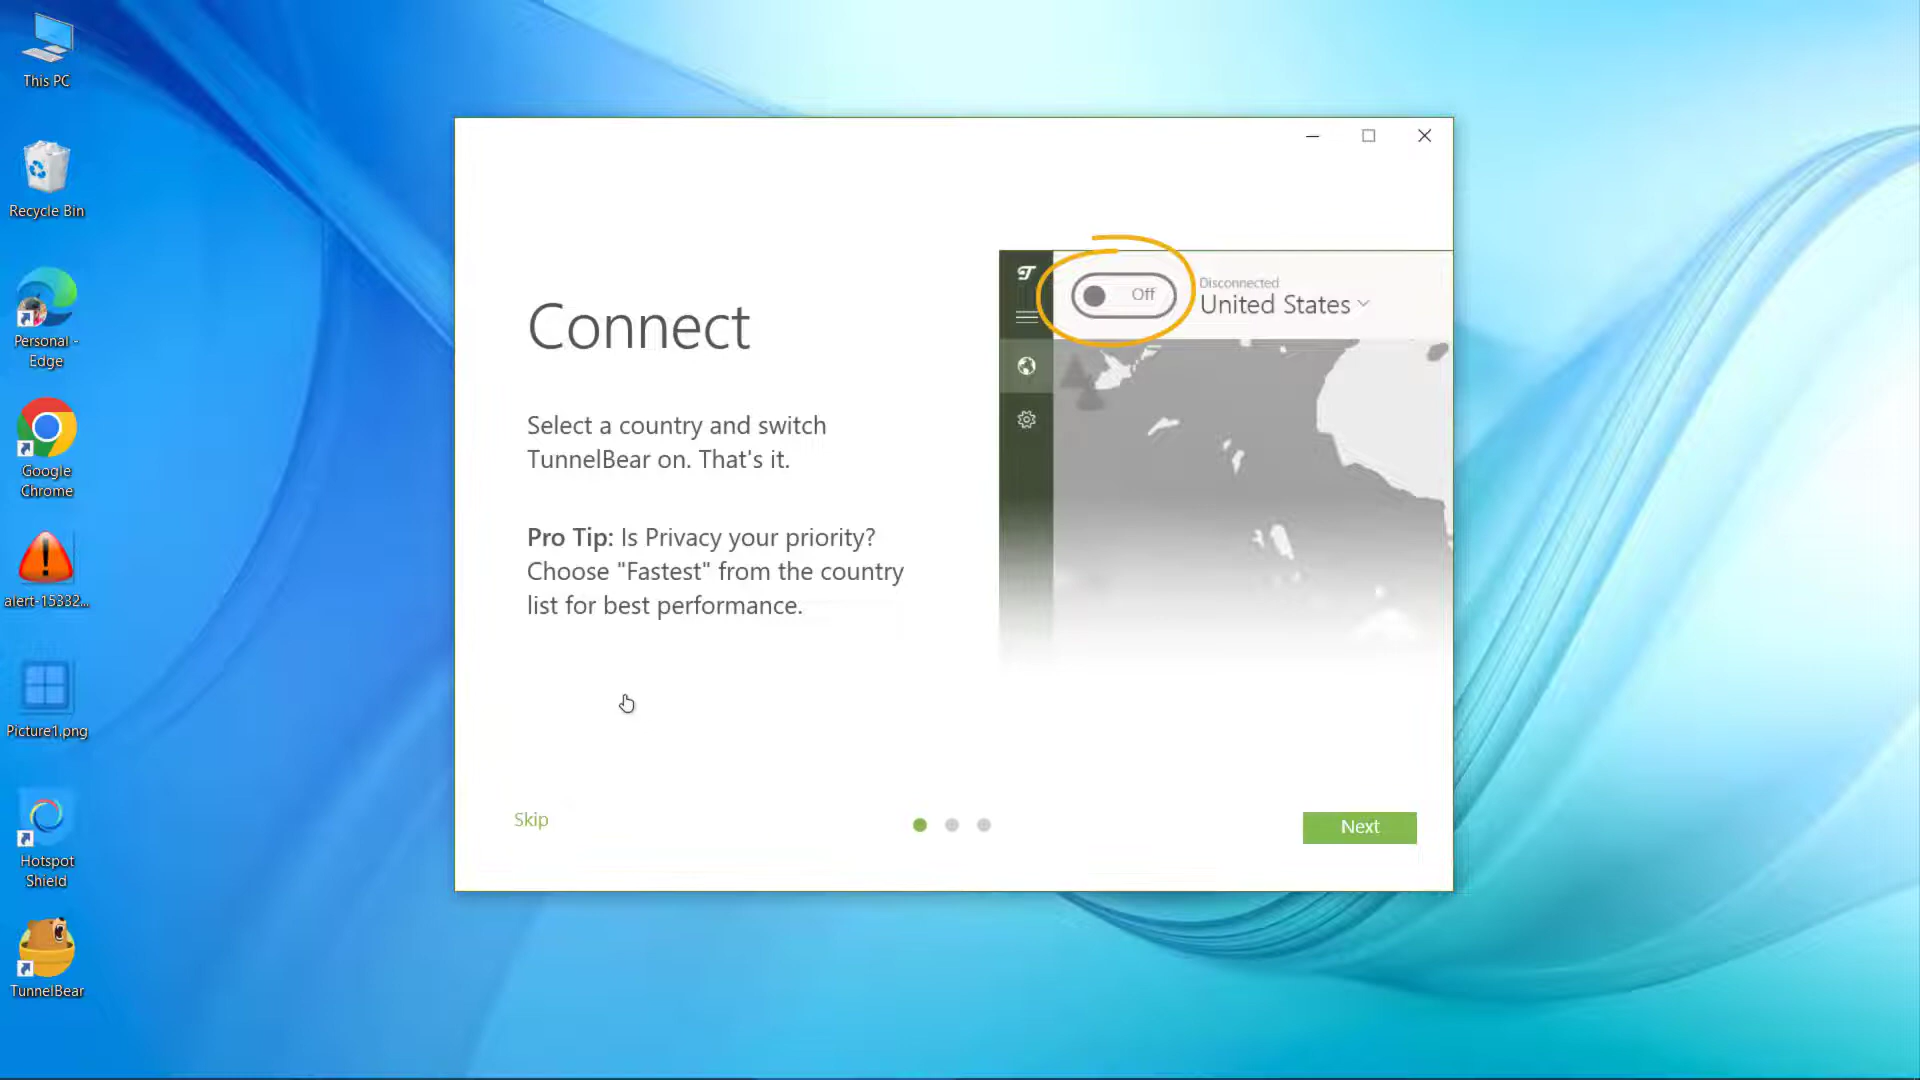 This PC
Recycle Bin
Personal -
Edge
Google
Chrome
alert-15332...
Picture1.png
Hotspot
Shield
TunnelBear
Connect
Select a country and switch
TunnelBear on. That's it.
Pro Tip: Is Privacy your priority?
Choose "Fastest" from the country
list for best performance.
Off
Disconnected
United States
Skip
Next